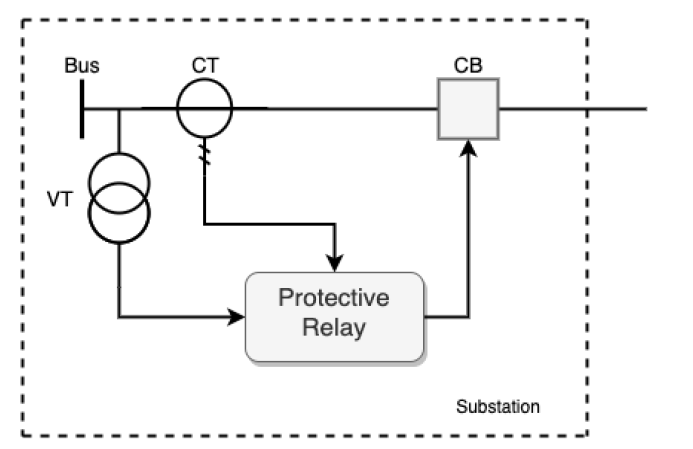 Bus
CT
CB
VT
Protective
Relay
Substation